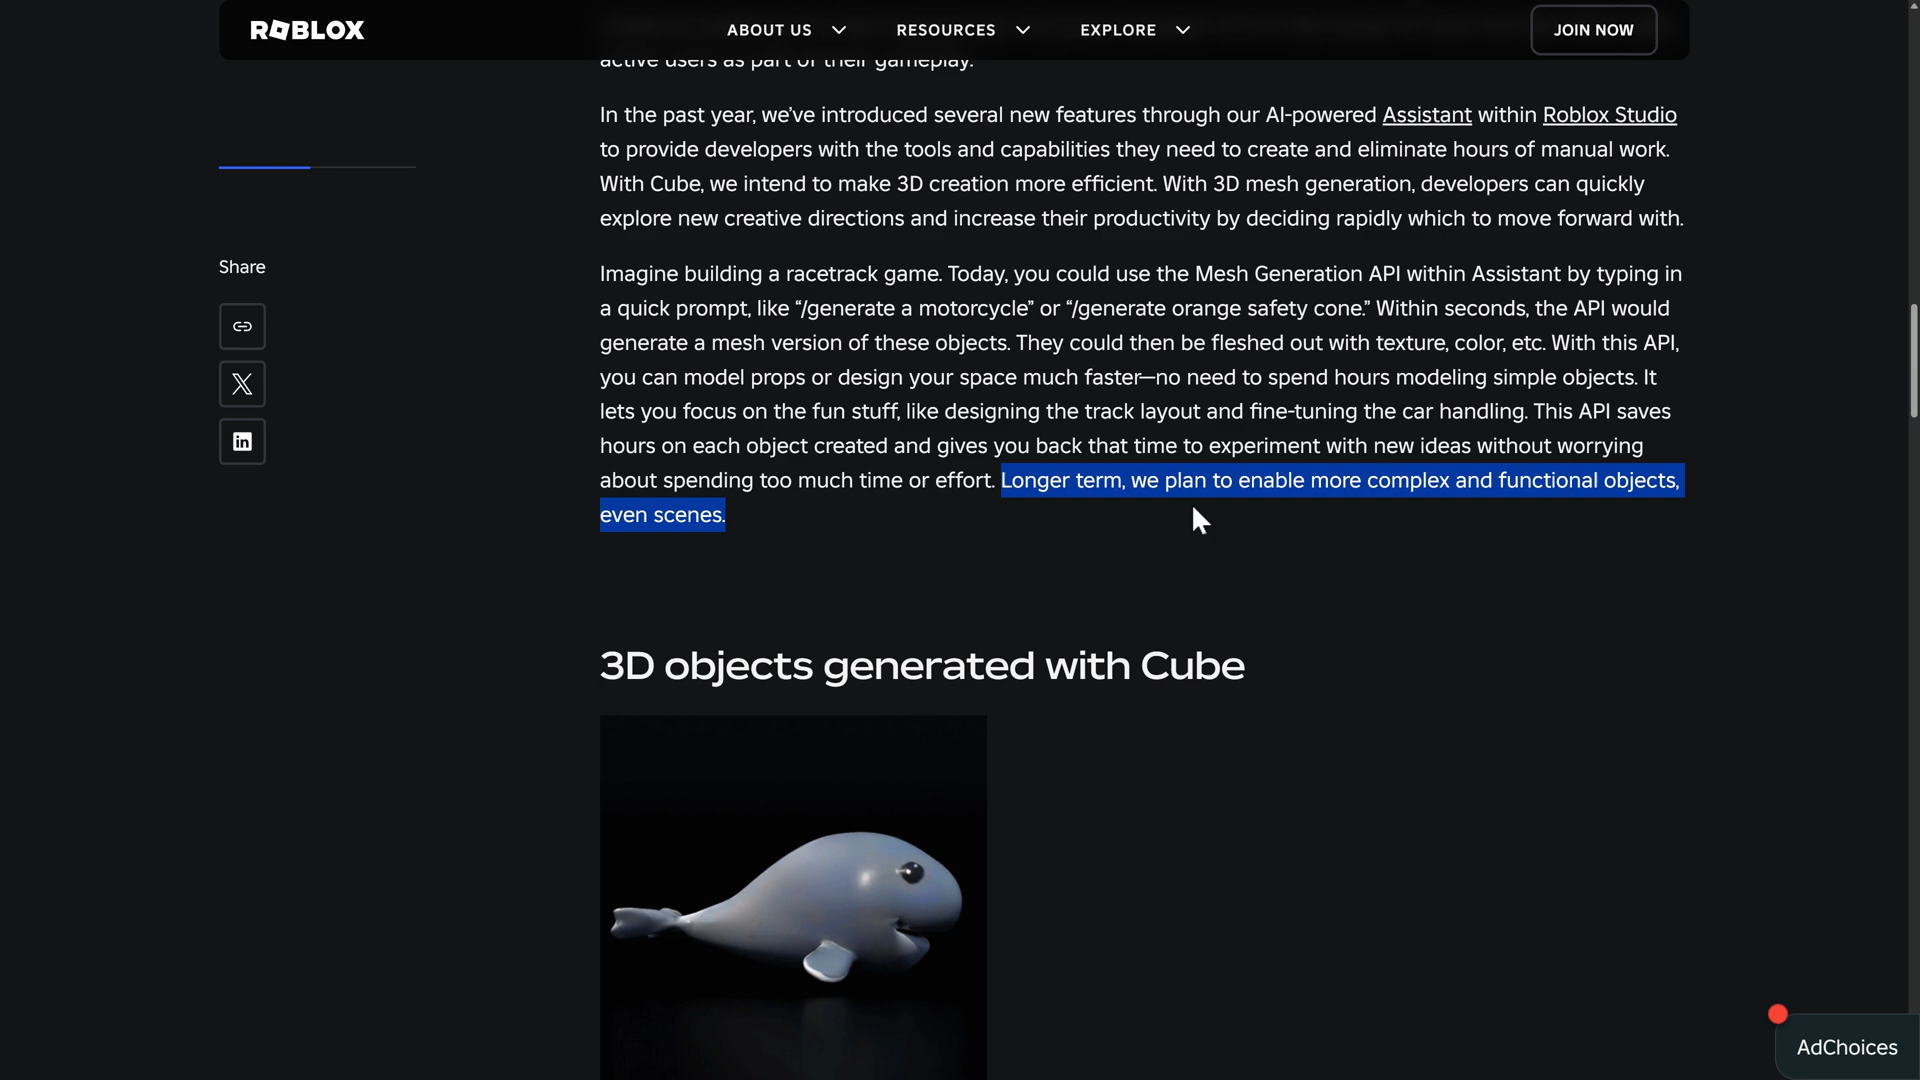 ROBLOX
ABOUT US
RESOURCES
EXPLORE
JOIN NOW
active users as part of their gameplay.
In the past year, we’ve introduced several new features through our AI-powered Assistant within Roblox Studio
to provide developers with the tools and capabilities they need to create and eliminate hours of manual work.
With Cube, we intend to make 3D creation more efficient. With 3D mesh generation, developers can quickly
explore new creative directions and increase their productivity by deciding rapidly which to move forward with.
Share
Imagine building a racetrack game. Today, you could use the Mesh Generation API within Assistant by typing in
a quick prompt, like “/generate a motorcycle” or “/generate orange safety cone.” Within seconds, the API would
generate a mesh version of these objects. They could then be fleshed out with texture, color, etc. With this API,
you can model props or design your space much faster—no need to spend hours modeling simple objects. It
lets you focus on the fun stuff, like designing the track layout and fine-tuning the car handling. This API saves
hours on each object created and gives you back that time to experiment with new ideas without worrying
about spending too much time or effort. Longer term, we plan to enable more complex and functional objects,
even scenes.
3D objects generated with Cube
AdChoices